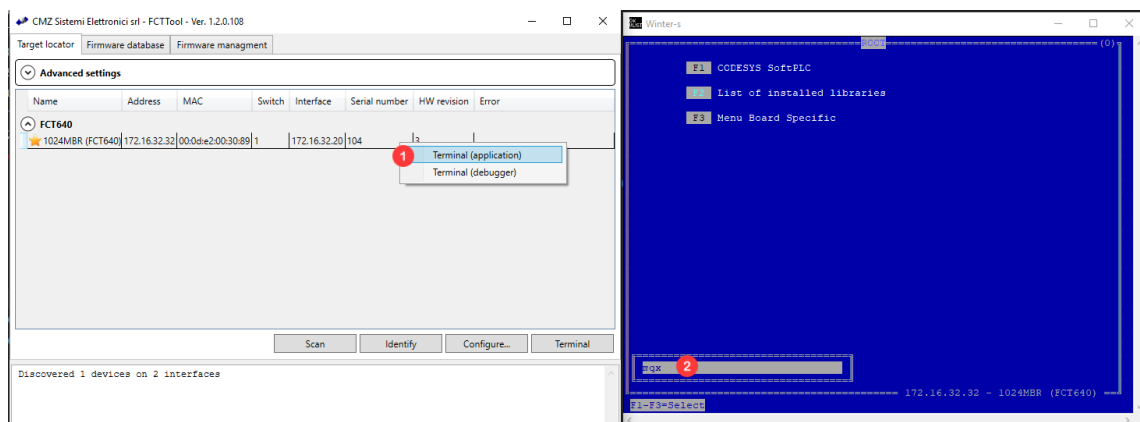 CMZ Sistemi Elettronici srl - FCTTool - Ver. 1.2.0.108
Target locator Firmware database Firmware managment
Advanced settings
Name Address MAC Switch Interface Serial number HW revision Error
FCT640
1024MBR (FCT640) 172.16.32.32 00:0d:e2:00:30:89 1 172.16.32.20 104 3
1 Terminal (application)
Terminal (debugger)
Scan Identify Configure... Terminal
Discovered 1 devices on 2 interfaces
Winter-s
ROOT (0)
F1 CODESYS SoftPLC
F2 List of installed libraries
F3 Menu Board Specific
mqx 2
172.16.32.32 - 1024MBR (FCT640)
F1-F3=Select